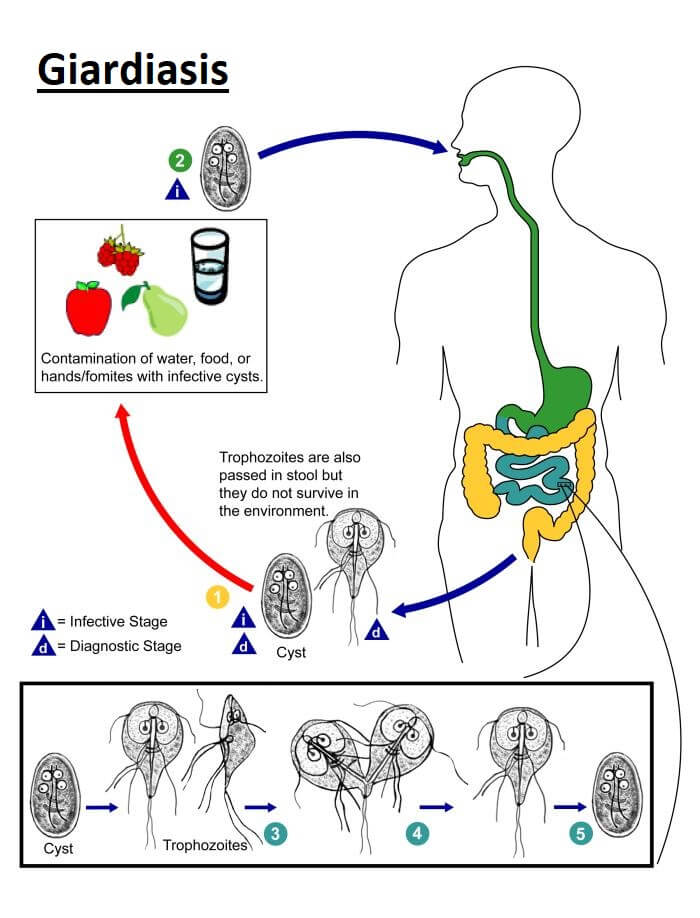 Giardiasis
2
i
Contamination of water, food, or
hands/fomites with infective cysts.
Trophozoites are also
passed in stool but
they do not survive in
the environment.
1
i
d
d
Cyst
i = Infective Stage
d = Diagnostic Stage
Cyst
Trophozoites
3
4
5